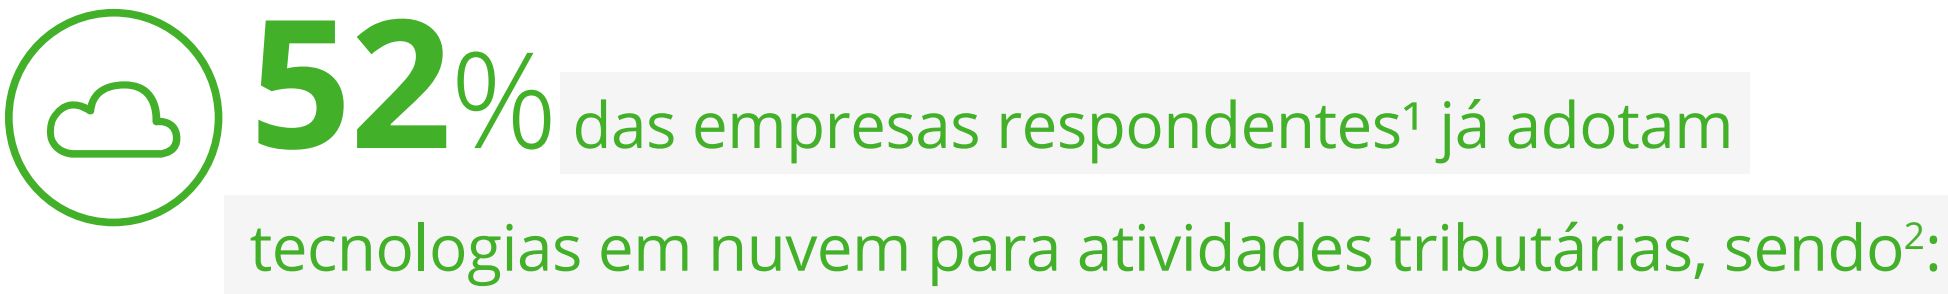 52% das empresas respondentes¹ já adotam
tecnologias em nuvem para atividades tributárias, sendo²: